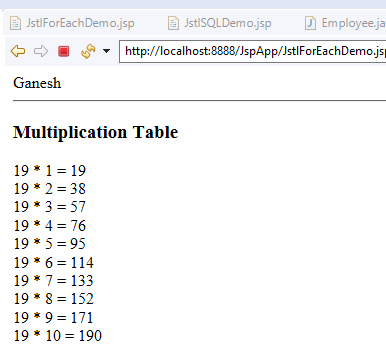 JstlForEachDemo.jsp JstlSQLDemo.jsp Employee.ja
http://localhost:8888/JspApp/JstlForEachDemo.js
Ganesh
Multiplication Table
19 * 1 = 19
19 * 2 = 38
19 * 3 = 57
19 * 4 = 76
19 * 5 = 95
19 * 6 = 114
19 * 7 = 133
19 * 8 = 152
19 * 9 = 171
19 * 10 = 190